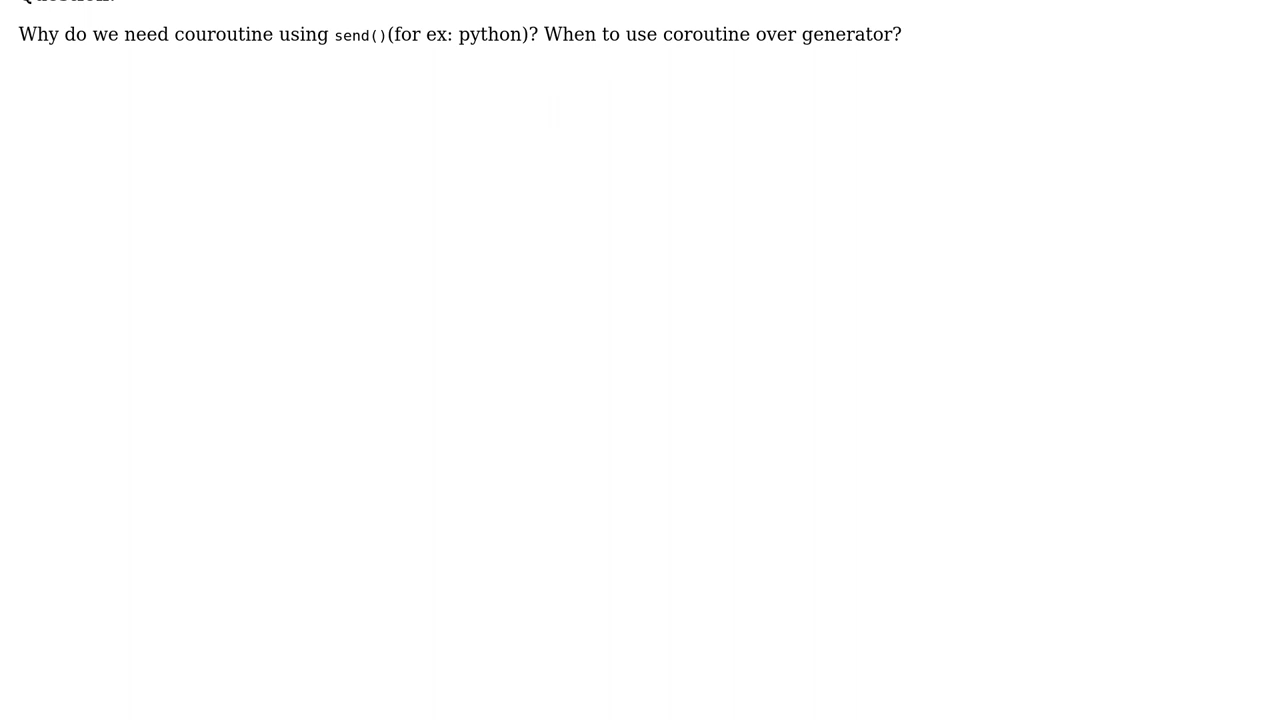 Why do we need couroutine using send()(for ex: python)? When to use coroutine over generator?